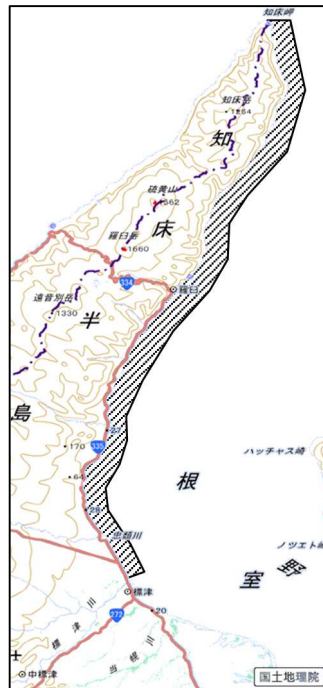 知床岬
知床岳
1254
知
硫黄山
1562
床
羅臼岳
1660
334
羅臼
遠音別岳
1330
半
島
27
335
170
ハッチャス崎
64
根
28
忠類川
ノツエト崎
野
室
標津
20
272
標津川
当幌川
中標津
国土地理院